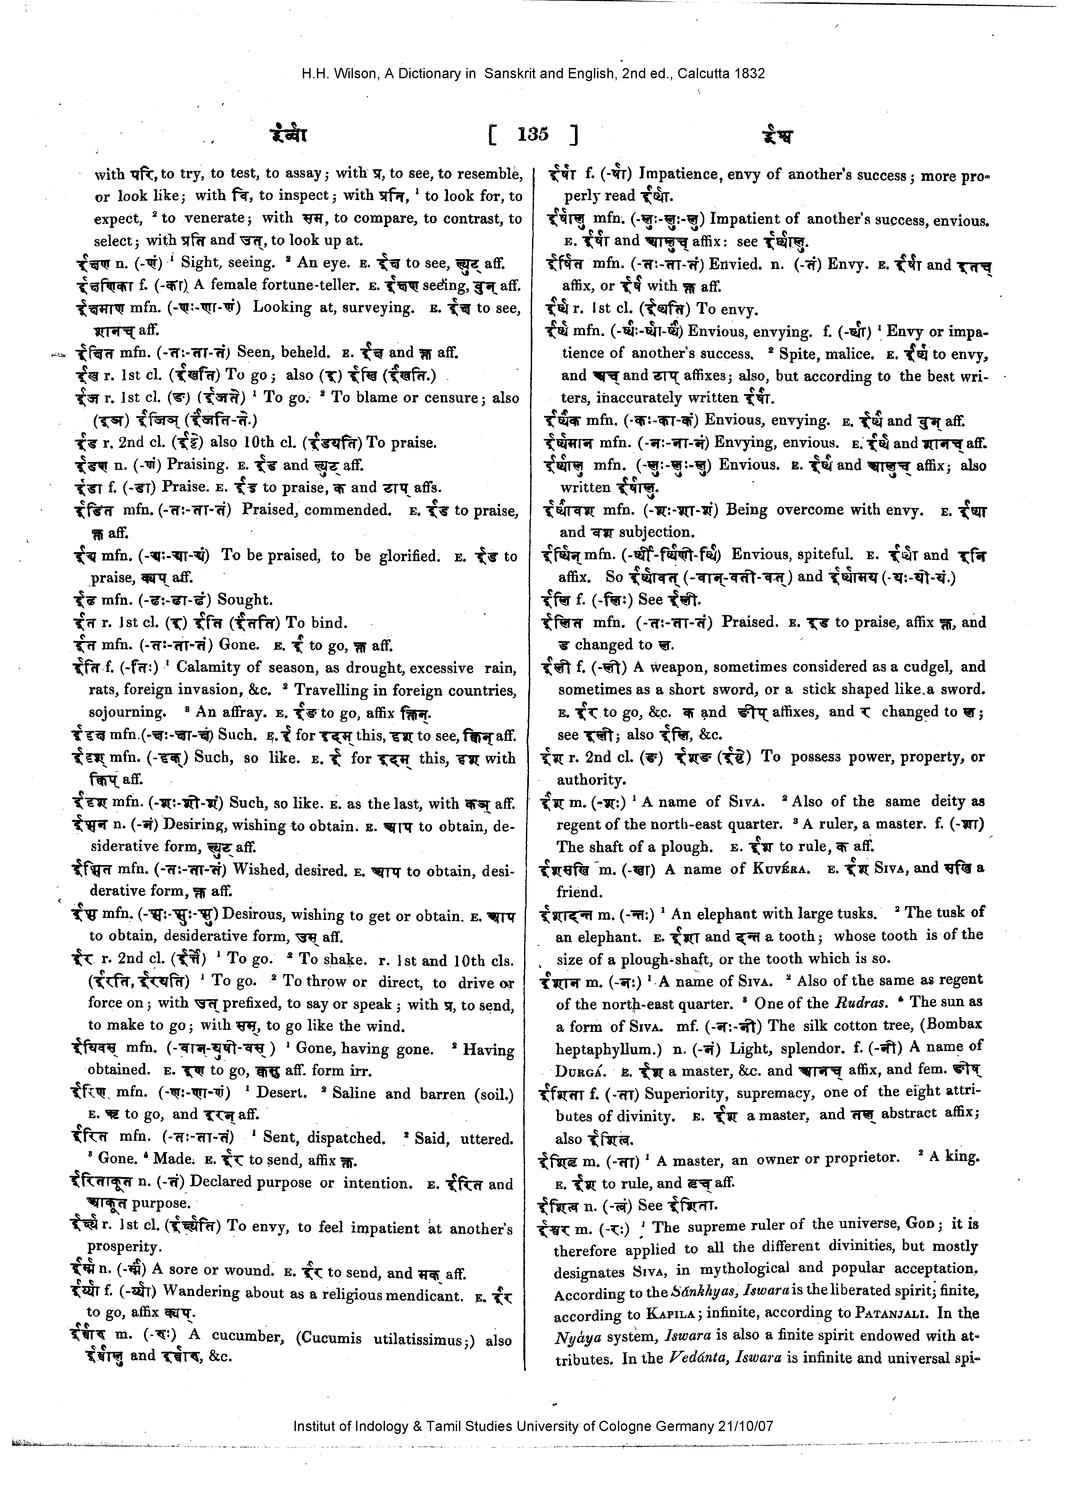 H.H. Wilson, A Dictionary in Sanskrit and English, 2nd ed., Calcutta 1832
ईर्व्वा [ 135 ] ईश्व
with परि, to try, to test, to assay; with प्र, to see, to resemble,
or look like; with वि, to inspect; with प्रति, ¹ to look for, to
expect, ² to venerate; with सम्, to compare, to contrast, to
select; with प्रति and उत्, to look up at.
ईक्षण n. (-णं) ¹ Sight, seeing. ² An eye. E. ईक्ष to see, ल्युट् aff.
ईक्षणिका f. (-का) A female fortune-teller. E. ईक्षण seeing, वुन् aff.
ईक्षमाण mfn. (-णः-णा-णं) Looking at, surveying. E. ईक्ष to see,
शानच् aff.
ईक्षित mfn. (-तः-ता-तं) Seen, beheld. E. ईक्ष and क्त aff.
ईख r. 1st cl. (ईखति) To go; also (इ) ईखि (ईंखति.)
ईज r. 1st cl. (ङ) (ईजते) ¹ To go. ² To blame or censure; also
(इञ) ईजिञ् (ईंजति-ते.)
ईड r. 2nd cl. (ईट्टे) also 10th cl. (ईडयति) To praise.
ईडण n. (-णं) Praising. E. ईड and ल्युट् aff.
ईडा f. (-डा) Praise. E. ईड to praise, क and टाप् affs.
ईडित mfn. (-तः-ता-तं) Praised, commended. E. ईड to praise,
क्त aff.
ईड्य mfn. (-ड्यः-ड्या-ड्यं) To be praised, to be glorified. E. ईड to
praise, क्यप् aff.
ईढ mfn. (-ढः-ढा-ढं) Sought.
ईत r. 1st cl. (इ) ईति (ईंतति) To bind.
ईत mfn. (-तः-ता-तं) Gone. E. ई to go, क्त aff.
ईति f. (-तिः) ¹ Calamity of season, as drought, excessive rain,
rats, foreign invasion, &c. ² Travelling in foreign countries,
sojourning. ³ An affray. E. ईङ to go, affix क्तिन्.
ईदृक्ष mfn. (-क्षः-क्षा-क्षं) Such. E. ई for इदम् this, दृश to see, क्सिन् aff.
ईदृश् mfn. (-दृक्) Such, so like. E. ई for इदम् this, दृश with
क्विप् aff.
ईदृश mfn. (-शः-शी-शं) Such, so like. E. as the last, with कञ् aff.
ईप्सन n. (-नं) Desiring, wishing to obtain. E. आप to obtain, de-
siderative form, ल्युट् aff.
ईप्सित mfn. (-तः-ता-तं) Wished, desired. E. आप to obtain, desi-
derative form, क्त aff.
ईप्सु mfn. (-प्सुः-प्सुः-प्सु) Desirous, wishing to get or obtain. E. आप
to obtain, desiderative form, उस् aff.
ईर r. 2nd cl. (ईर्त्ते) ¹ To go. ² To shake. r. 1st and 10th cls.
(ईरति, ईरयति) ¹ To go. ² To throw or direct, to drive or
force on; with उत् prefixed, to say or speak; with प्र, to send,
to make to go; with सम्, to go like the wind.
ईयिवस् mfn. (-वान्-युषी-वस्) ¹ Gone, having gone. ² Having
obtained. E. इण् to go, क्वसु aff. form irr.
ईरिण mfn. (-णः-णा-णं) ¹ Desert. ² Saline and barren (soil.)
E. ऋ to go, and इरन् aff.
ईरित mfn. (-तः-ता-तं) ¹ Sent, dispatched. ² Said, uttered.
³ Gone. ⁴ Made. E. ईर to send, affix क्त.
ईरिताकूत n. (-तं) Declared purpose or intention. E. ईरित and
आकूत purpose.
ईर्क्ष्य r. 1st cl. (ईर्क्ष्यति) To envy, to feel impatient at another's
prosperity.
ईर्म्म n. (-र्म्मं) A sore or wound. E. ईर to send, and मक् aff.
ईर्य्या f. (-र्य्या) Wandering about as a religious mendicant. E. ईर
to go, affix क्यप्.
ईर्ब्बारु m. (-रुः) A cucumber, (Cucumis utilatissimus;) also
ईर्ब्बालु and इर्ब्बारु, &c.
ईर्षा f. (-र्षा) Impatience, envy of another's success; more pro-
perly read ईर्ष्या.
ईर्षालु mfn. (-लुः-लुः-लु) Impatient of another's success, envious.
E. ईर्षा and आलुच् affix: see ईर्ष्यालु.
ईर्षित mfn. (-तः-ता-तं) Envied. n. (-तं) Envy. E. ईर्षा and इतच्
affix, or ईर्ष with क्त aff.
ईर्ष्य r. 1st cl. (ईर्ष्यति) To envy.
ईर्ष्य mfn. (-र्ष्यः-र्ष्या-र्ष्यं) Envious, envying. f. (-र्ष्या) ¹ Envy or impa-
tience of another's success. ² Spite, malice. E. ईर्ष्य to envy,
and अच् and टाप् affixes; also, but according to the best wri-
ters, inaccurately written ईर्षा.
ईर्ष्यक mfn. (-कः-का-कं) Envious, envying. E. ईर्ष्य and वुन् aff.
ईर्ष्यमान mfn. (-नः-ना-नं) Envying, envious. E. ईर्ष्य and शानच् aff.
ईर्ष्यालु mfn. (-लुः-लुः-लु) Envious. E. ईर्ष्य and आलुच् affix; also
written ईर्षालु.
ईर्ष्यावश mfn. (-शः-शा-शं) Being overcome with envy. E. ईर्ष्या
and वश subjection.
ईर्ष्यिन् mfn. (-र्ष्यी-र्ष्यिणी-र्ष्यि) Envious, spiteful. E. ईर्ष्या and इनि
affix. So ईर्ष्यावत् (-वान्-वती-वत्) and ईर्ष्यामय (-यः-यी-यं.)
ईलि f. (-लिः) See ईली.
ईलित mfn. (-तः-ता-तं) Praised. E. इड to praise, affix क्त, and
ड changed to ल.
ईली f. (-ली) A weapon, sometimes considered as a cudgel, and
sometimes as a short sword, or a stick shaped like a sword.
E. ईर to go, &c. क and ङीप् affixes, and र changed to ल;
see इली; also ईलि, &c.
ईश r. 2nd cl. (ङ) ईशङ (ईष्टे) To possess power, property, or
authority.
ईश m. (-शः) ¹ A name of SIVA. ² Also of the same deity as
regent of the north-east quarter. ³ A ruler, a master. f. (-शा)
The shaft of a plough. E. ईश to rule, क aff.
ईशसखि m. (-खा) A name of KUVÉRA. E. ईश SIVA, and सखि a
friend.
ईशादन्त m. (-न्तः) ¹ An elephant with large tusks. ² The tusk of
an elephant. E. ईशा and दन्त a tooth; whose tooth is of the
size of a plough-shaft, or the tooth which is so.
ईशान m. (-नः) ¹ A name of SIVA. ² Also of the same as regent
of the north-east quarter. ³ One of the Rudras. ⁴ The sun as
a form of SIVA. mf. (-नः-नी) The silk cotton tree, (Bombax
heptaphyllum.) n. (-नं) Light, splendor. f. (-नी) A name of
DURGÁ. E. ईश a master, &c. and आनच् affix, and fem. ङीष्
ईशिता f. (-ता) Superiority, supremacy, one of the eight attri-
butes of divinity. E. ईश a master, and तल् abstract affix;
also ईशित्व.
ईशितृ m. (-ता) ¹ A master, an owner or proprietor. ² A king.
E. ईश to rule, and तृच् aff.
ईशित्व n. (-त्वं) See ईशिता.
ईश्वर m. (-रः) ¹ The supreme ruler of the universe, GOD; it is
therefore applied to all the different divinities, but mostly
designates SIVA, in mythological and popular acceptation.
According to the Sánkhyas, Iswara is the liberated spirit; finite,
according to KAPILA; infinite, according to PATANJALI. In the
Nyáya system, Iswara is also a finite spirit endowed with at-
tributes. In the Vedánta, Iswara is infinite and universal spi-
Institut of Indology & Tamil Studies University of Cologne Germany 21/10/07